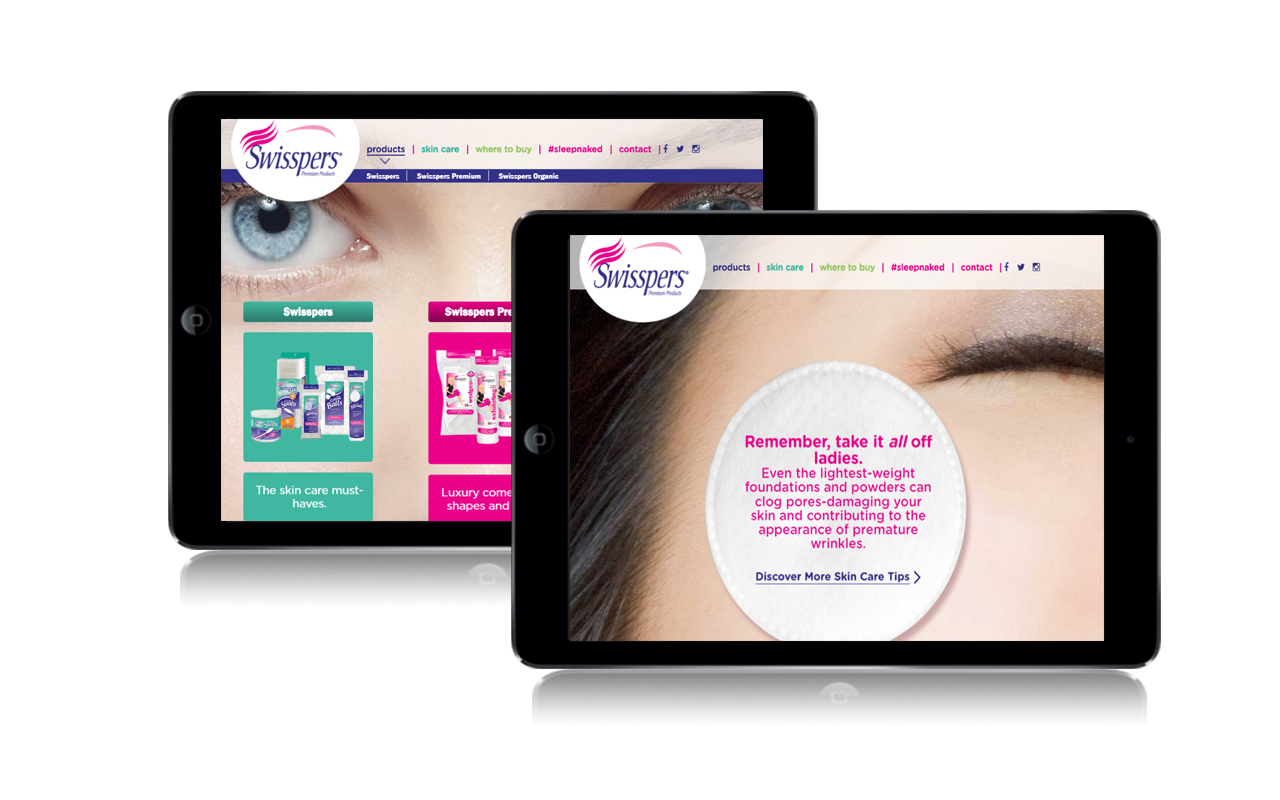 Swisspers®
Premium Products
products | skin care | where to buy | #sleepnaked | contact |
Swisspers | Swisspers Premium | Swisspers Organic
Swisspers
Swisspers Pre
The skin care must-
haves.
Luxury come
shapes and
Swisspers®
Premium Products
products | skin care | where to buy | #sleepnaked | contact |
Remember, take it all off
ladies.
Even the lightest-weight
foundations and powders can
clog pores-damaging your
skin and contributing to the
appearance of premature
wrinkles.
Discover More Skin Care Tips